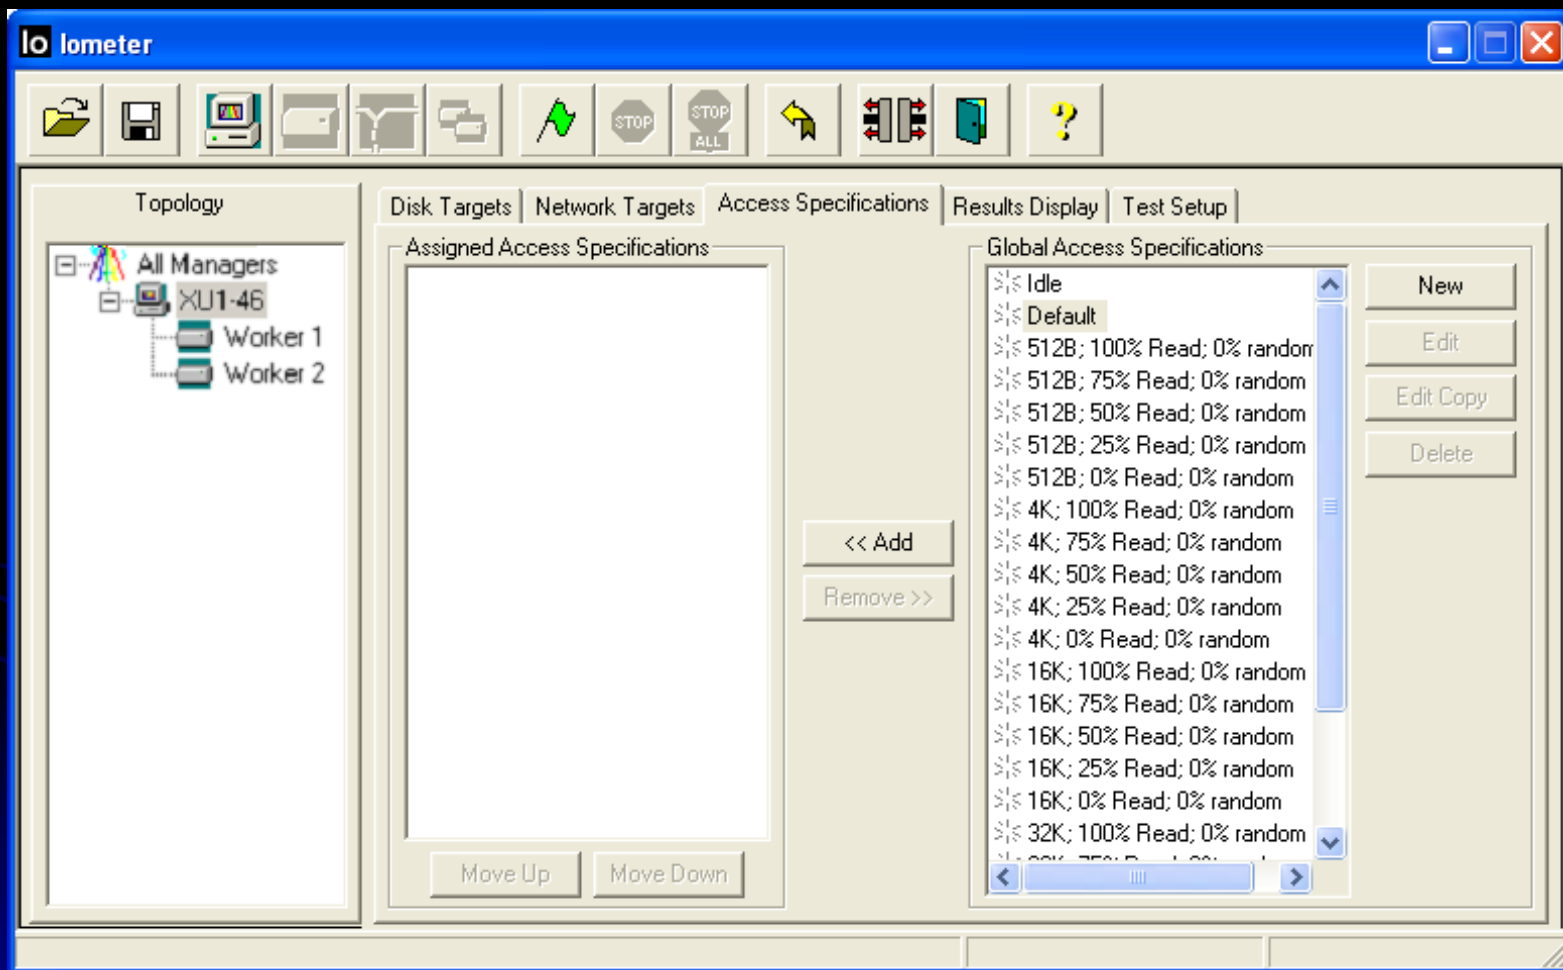 Io Iometer
STOP
STOP
ALL
?
Topology
All Managers
XU1-46
Worker 1
Worker 2
Disk Targets
Network Targets
Access Specifications
Results Display
Test Setup
Assigned Access Specifications
Move Up
Move Down
<< Add
Remove >>
Global Access Specifications
Idle
Default
512B; 100% Read; 0% random
512B; 75% Read; 0% random
512B; 50% Read; 0% random
512B; 25% Read; 0% random
512B; 0% Read; 0% random
4K; 100% Read; 0% random
4K; 75% Read; 0% random
4K; 50% Read; 0% random
4K; 25% Read; 0% random
4K; 0% Read; 0% random
16K; 100% Read; 0% random
16K; 75% Read; 0% random
16K; 50% Read; 0% random
16K; 25% Read; 0% random
16K; 0% Read; 0% random
32K; 100% Read; 0% random
New
Edit
Edit Copy
Delete